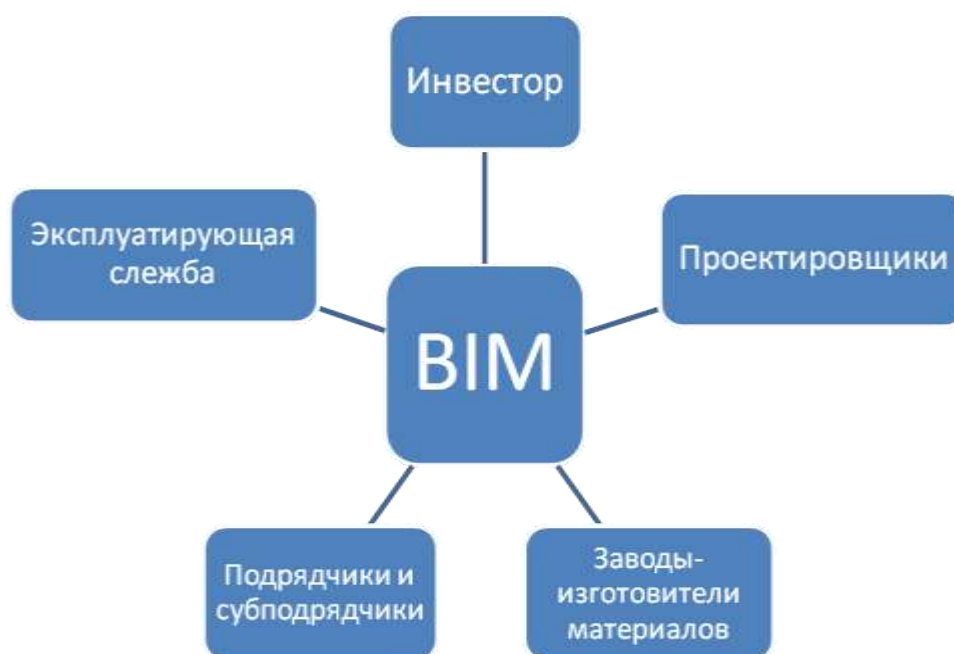 Инвестор
Эксплуатирующая
слежба
Проектировщики
BIM
Подрядчики и
субподрядчики
Заводы-
изготовители
материалов